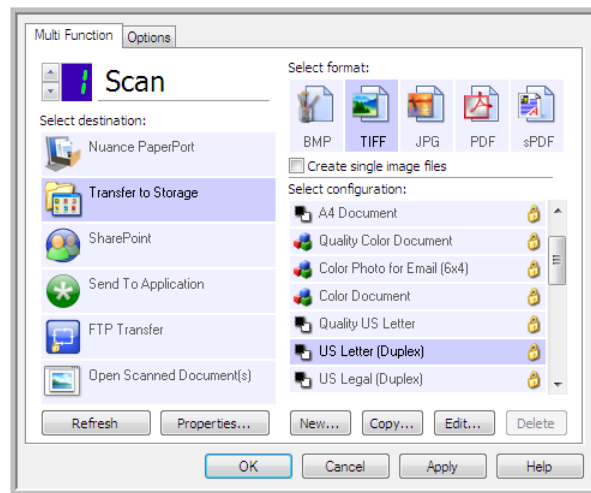 Multi Function
Options
1
Scan
Select destination:
Nuance PaperPort
Transfer to Storage
SharePoint
Send To Application
FTP Transfer
Open Scanned Document(s)
Refresh
Properties...
Select format:
BMP
TIFF
JPG
PDF
sPDF
Create single image files
Select configuration:
A4 Document
Quality Color Document
Color Photo for Email (6x4)
Color Document
Quality US Letter
US Letter (Duplex)
US Legal (Duplex)
New...
Copy...
Edit...
Delete
OK
Cancel
Apply
Help